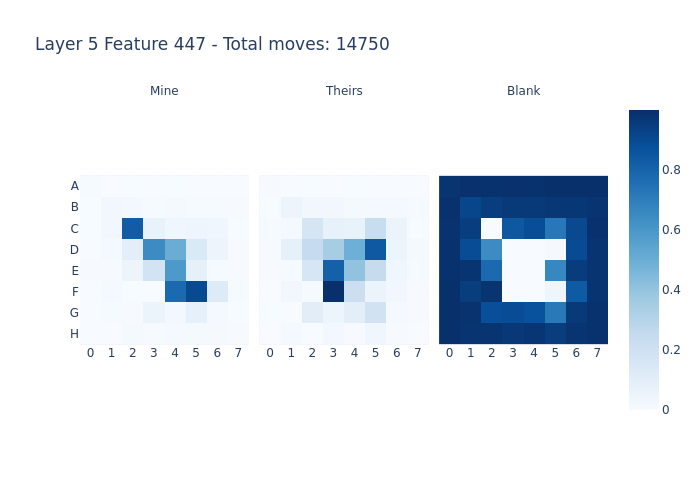 Layer 5 Feature 447 - Total moves: 14750
Mine
Theirs
Blank
A
B
C
D
E
F
G
H
0 1 2 3 4 5 6 7
0 1 2 3 4 5 6 7
0 1 2 3 4 5 6 7
0.8
0.6
0.4
0.2
0